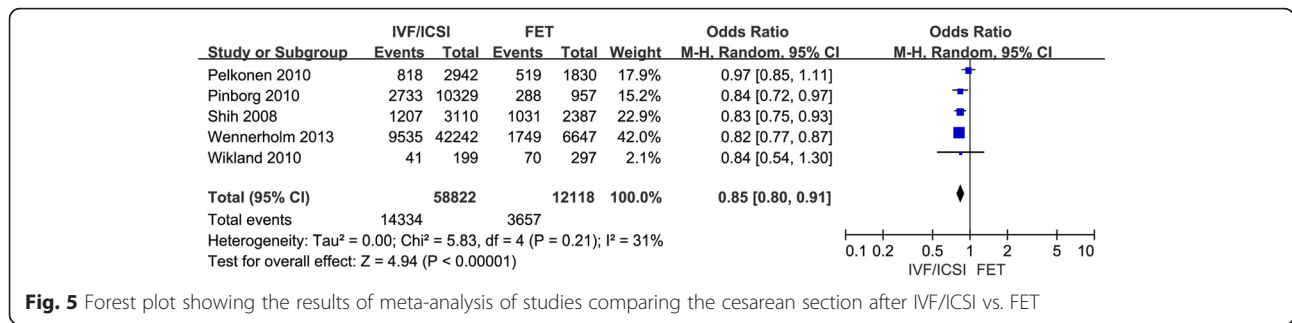 IVF/ICSI FET Odds Ratio Odds Ratio
Study or Subgroup Events Total Events Total Weight M-H, Random, 95% CI M-H, Random, 95% CI
Pelkonen 2010 818 2942 519 1830 17.9% 0.97 [0.85, 1.11]
Pinborg 2010 2733 10329 288 957 15.2% 0.84 [0.72, 0.97]
Shih 2008 1207 3110 1031 2387 22.9% 0.83 [0.75, 0.93]
Wennerholm 2013 9535 42242 1749 6647 42.0% 0.82 [0.77, 0.87]
Wikland 2010 41 199 70 297 2.1% 0.84 [0.54, 1.30]
Total (95% CI) 58822 12118 100.0% 0.85 [0.80, 0.91]
Total events 14334 3657
Heterogeneity: Tau² = 0.00; Chi² = 5.83, df = 4 (P = 0.21); I² = 31%
Test for overall effect: Z = 4.94 (P < 0.00001)
0.1 0.2 0.5 1 2 5 10
IVF/ICSI FET
Fig. 5 Forest plot showing the results of meta-analysis of studies comparing the cesarean section after IVF/ICSI vs. FET